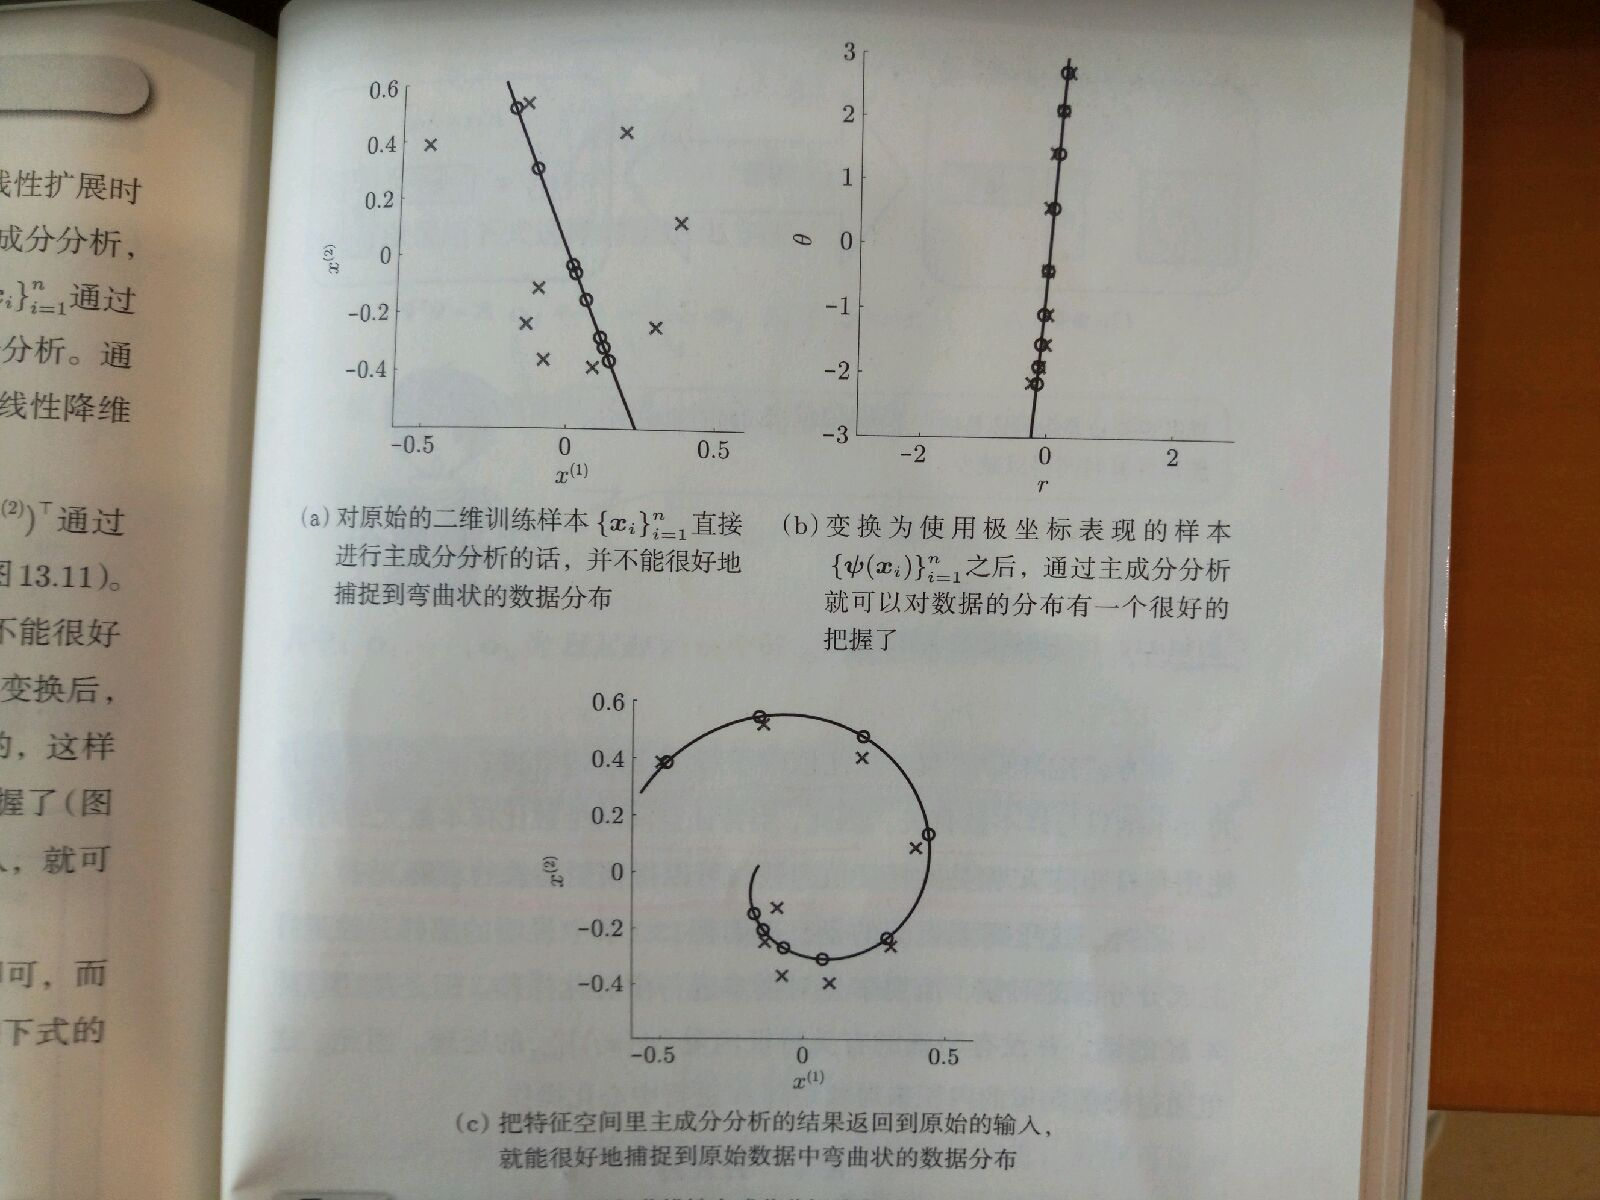 线性扩展时
成分分析,
}ⁿᵢ₌₁通过
分析。通
线性降维
(2))⊤通过
图13.11)。
不能很好
变换后,
的, 这样
握了(图
入, 就可
可, 而
下式的
0.6
0.4
0.2
0
−0.2
−0.4
x(2)
−0.5 0 0.5
x(1)
(a) 对原始的二维训练样本{xᵢ}ⁿᵢ₌₁直接
进行主成分分析的话, 并不能很好地
捕捉到弯曲状的数据分布
3
2
1
0
−1
−2
−3
θ
−2 0 2
r
(b) 变换为使用极坐标表现的样本
{ψ(xᵢ)}ⁿᵢ₌₁之后, 通过主成分分析
就可以对数据的分布有一个很好的
把握了
0.6
0.4
0.2
0
−0.2
−0.4
x(2)
−0.5 0 0.5
x(1)
(c) 把特征空间里主成分分析的结果返回到原始的输入,
就能很好地捕捉到原始数据中弯曲状的数据分布